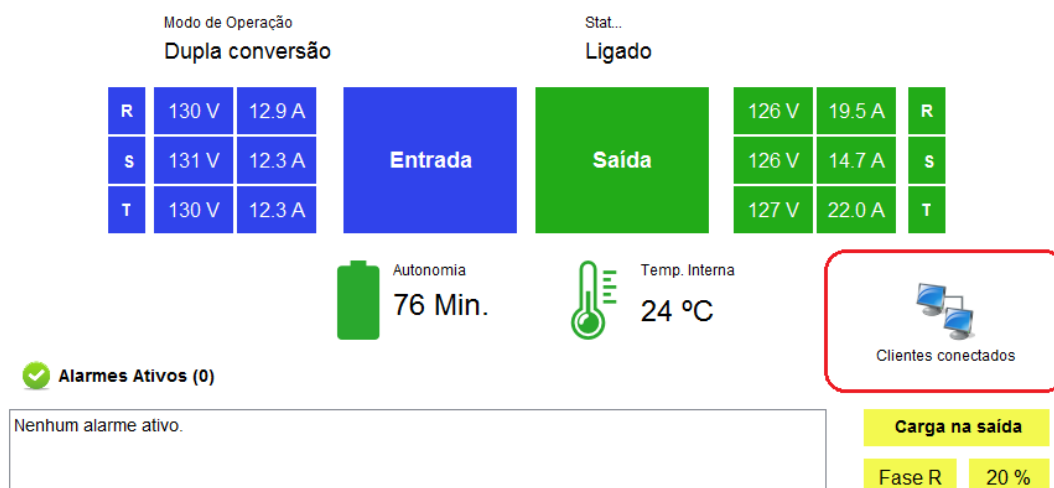 Modo de Operação Stat...
Dupla conversão Ligado
R 130 V 12.9 A 126 V 19.5 A R
S 131 V 12.3 A Entrada Saída 126 V 14.7 A S
T 130 V 12.3 A 127 V 22.0 A T
Autonomia Temp. Interna
76 Min. 24 ºC
Clientes conectados
Alarmes Ativos (0)
Nenhum alarme ativo. Carga na saída
Fase R 20 %